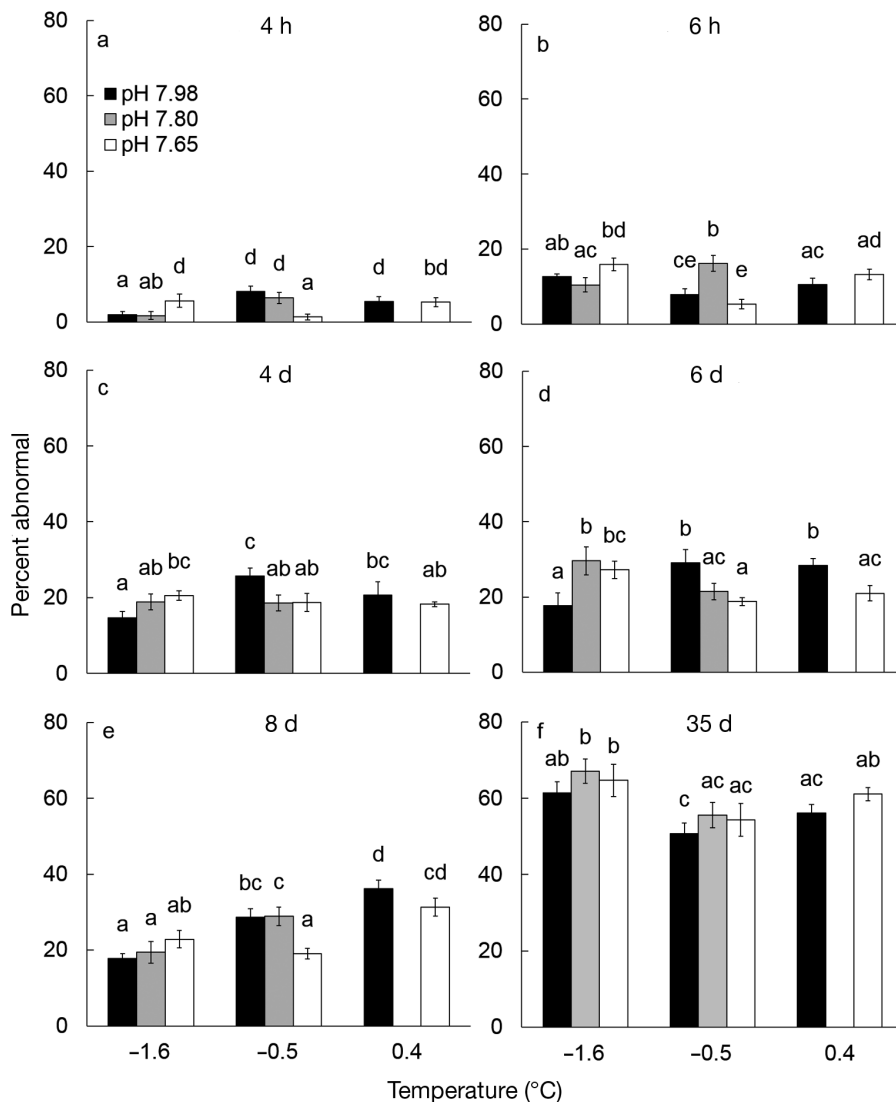 a
4 h
80
60
40
20
0
pH 7.98
pH 7.80
pH 7.65
a ab d
d d a
d bd
b
6 h
80
60
40
20
0
ab ac bd
ce b e
ac ad
c
4 d
80
60
40
20
0
a ab bc
c ab ab
bc ab
d
6 d
80
60
40
20
0
a b bc
b ac a
b ac
e
8 d
80
60
40
20
0
a a ab
bc c a
d cd
–1.6 –0.5 0.4
f
35 d
80
60
40
20
0
ab b b
c ac ac
ac ab
–1.6 –0.5 0.4
Percent abnormal
Temperature (°C)